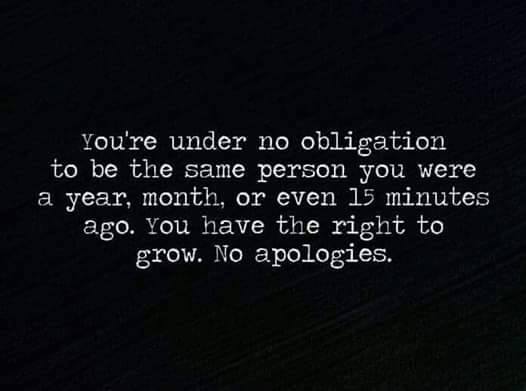 You're under no obligation
to be the same person you were
a year, month, or even 15 minutes
ago. You have the right to
grow. No apologies.